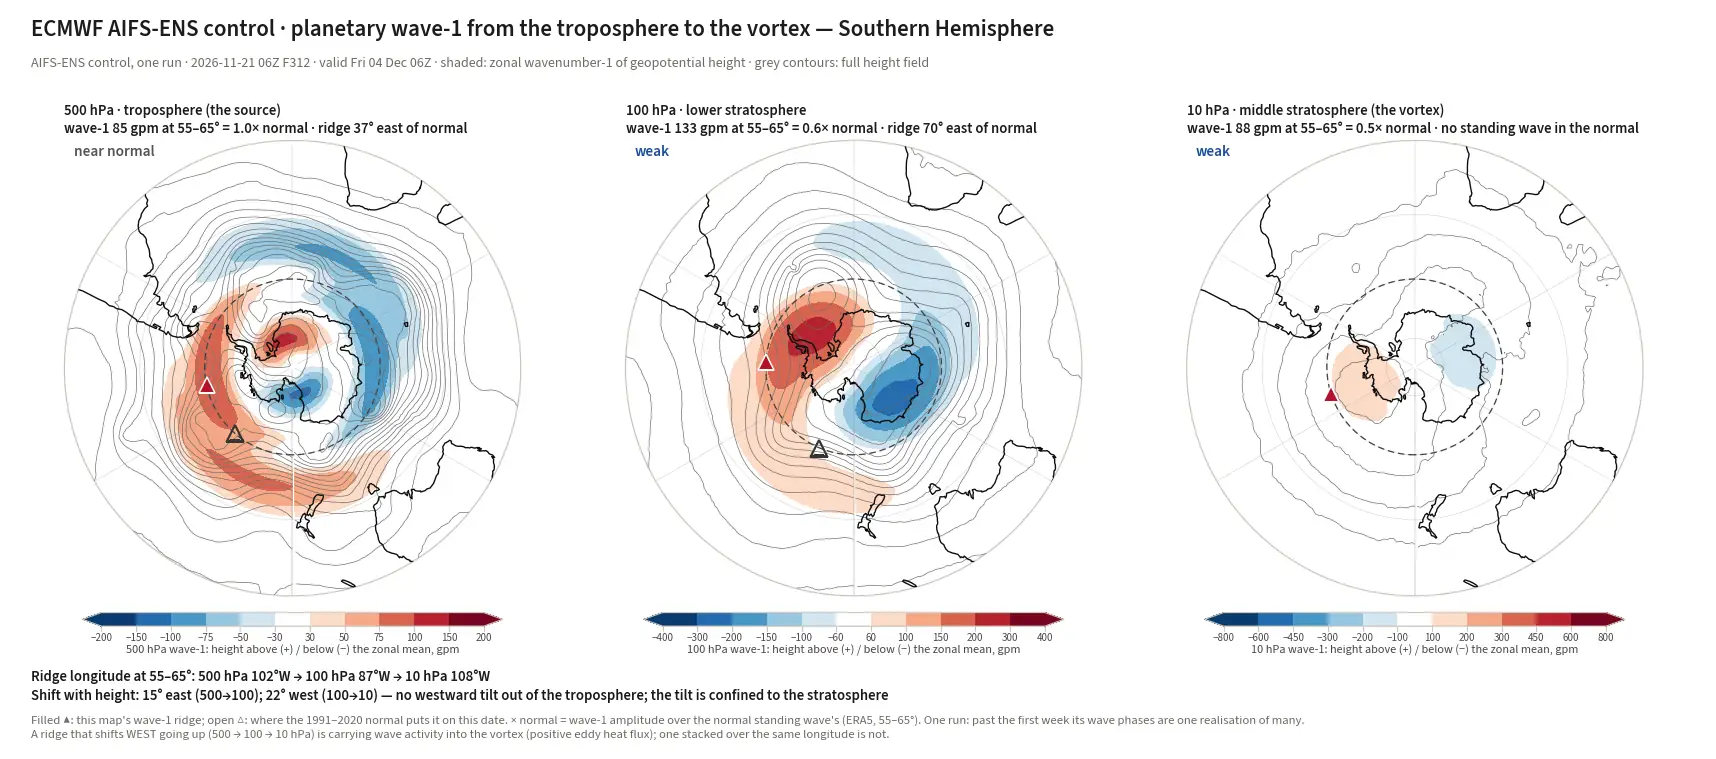 ECMWF AIFS-ENS control · planetary wave-1 from the troposphere to the vortex — Southern Hemisphere
AIFS-ENS control, one run · 2026-11-21 06Z F312 · valid Fri 04 Dec 06Z · shaded: zonal wavenumber-1 of geopotential height · grey contours: full height field
500 hPa · troposphere (the source)
wave-1 85 gpm at 55–65° = 1.0× normal · ridge 37° east of normal
near normal
100 hPa · lower stratosphere
wave-1 133 gpm at 55–65° = 0.6× normal · ridge 70° east of normal
weak
10 hPa · middle stratosphere (the vortex)
wave-1 88 gpm at 55–65° = 0.5× normal · no standing wave in the normal
weak
−200 −150 −100 −75 −50 −30 30 50 75 100 150 200
500 hPa wave-1: height above (+) / below (−) the zonal mean, gpm
−400 −300 −200 −150 −100 −60 60 100 150 200 300 400
100 hPa wave-1: height above (+) / below (−) the zonal mean, gpm
−800 −600 −450 −300 −200 −100 100 200 300 450 600 800
10 hPa wave-1: height above (+) / below (−) the zonal mean, gpm
Ridge longitude at 55–65°: 500 hPa 102°W → 100 hPa 87°W → 10 hPa 108°W
Shift with height: 15° east (500→100); 22° west (100→10) — no westward tilt out of the troposphere; the tilt is confined to the stratosphere
Filled ▲: this map's wave-1 ridge; open △: where the 1991–2020 normal puts it on this date. × normal = wave-1 amplitude over the normal standing wave's (ERA5, 55–65°). One run: past the first week its wave phases are one realisation of many.
A ridge that shifts WEST going up (500 → 100 → 10 hPa) is carrying wave activity into the vortex (positive eddy heat flux); one stacked over the same longitude is not.